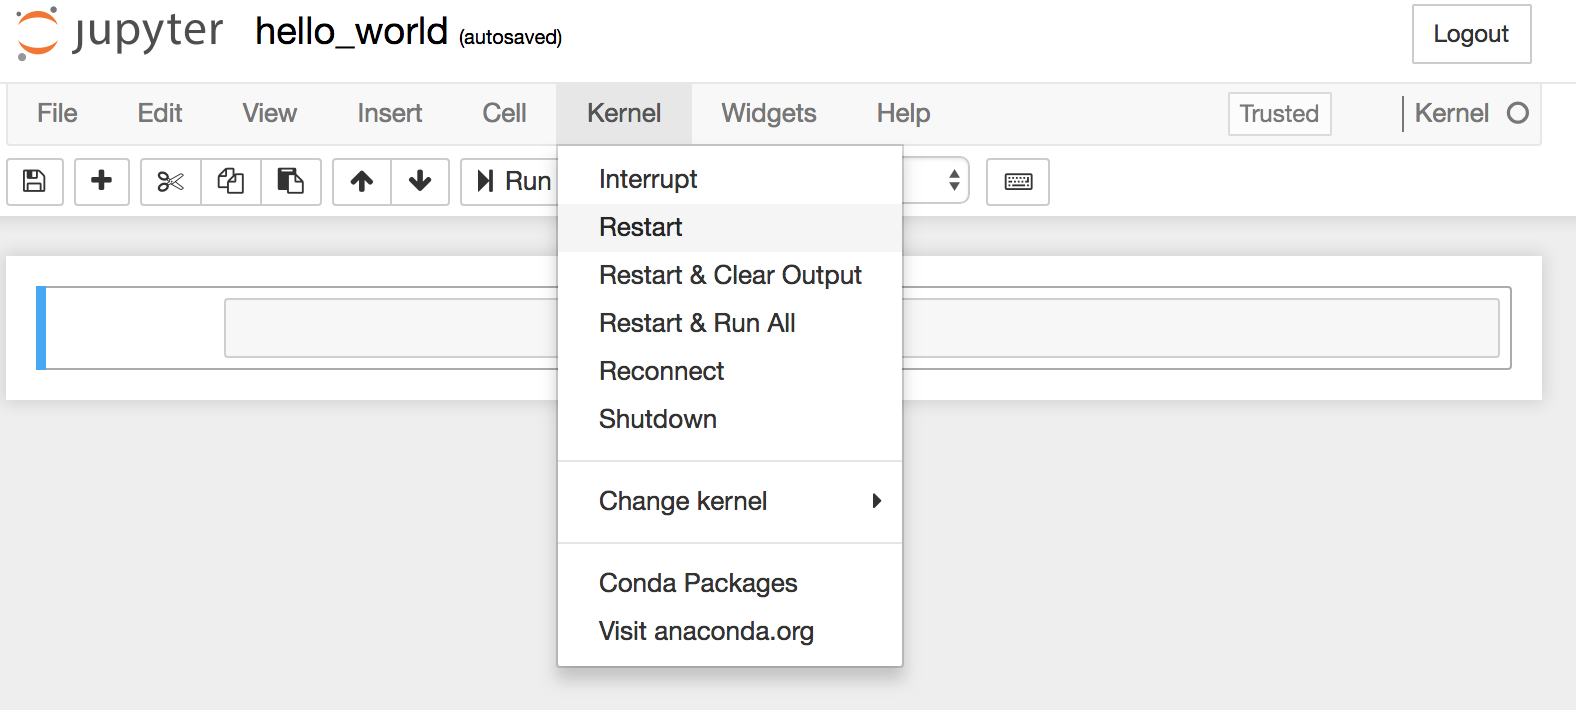 jupyter hello_world (autosaved) Logout
File Edit View Insert Cell Kernel Widgets Help Trusted Kernel
Run
Interrupt
Restart
Restart & Clear Output
Restart & Run All
Reconnect
Shutdown
Change kernel
Conda Packages
Visit anaconda.org